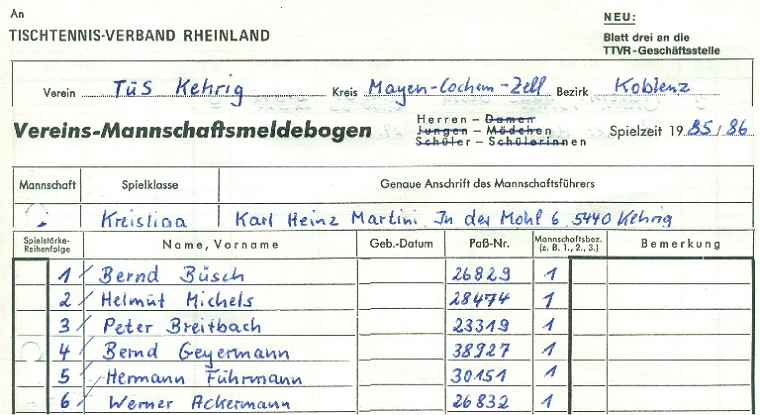 An
TISCHTENNIS-VERBAND RHEINLAND
NEU:
Blatt drei an die
TTVR-Geschäftsstelle
Verein TüS Kehrig Kreis Mayen-Cochem-Zell Bezirk Koblenz
Vereins-Mannschaftsmeldebogen
Herren – Damen
Jungen – Mädchen
Schüler – Schülerinnen
Spielzeit 19 85/86
Mannschaft Spielklasse Genaue Anschrift des Mannschaftsführers
Kreisliga Karl Heinz Martini, In der Mohl 6, 5440 Kehrig
Spielstärke-Reihenfolge Name, Vorname Geb.-Datum Paß-Nr. Mannschaftsbez. (z. B. 1., 2., 3.) Bemerkung
1 Bernd Büsch 26829 1
2 Helmüt Michels 28474 1
3 Peter Breitbach 23319 1
4 Bernd Geyermann 38927 1
5 Hermann Führmann 30151 1
6 Werner Ackermann 26832 1